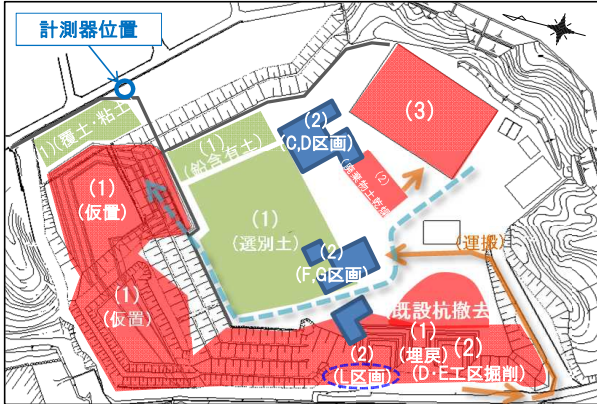 計測器位置
(3)
1)(覆土・粘土
(1)
(鉛含有土)
(2)
(C,D区画)
(2)
(1)
(仮置)
(1)
(選別土)
(運搬)
(2)
(F,G区画)
(1)
(仮置)
既設杭撤去
(1)
(埋戻)
(2)
(D・E工区掘削)
(2)
(L区画)